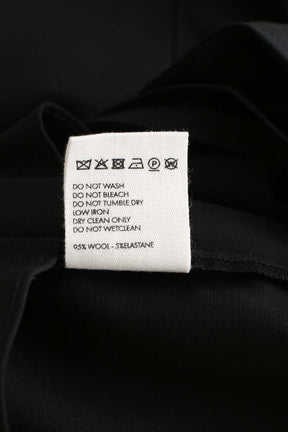 DO NOT WASH
DO NOT BLEACH
DO NOT TUMBLE DRY
LOW IRON
DRY CLEAN ONLY
DO NOT WETCLEAN
95% WOOL - 5%ELASTANE